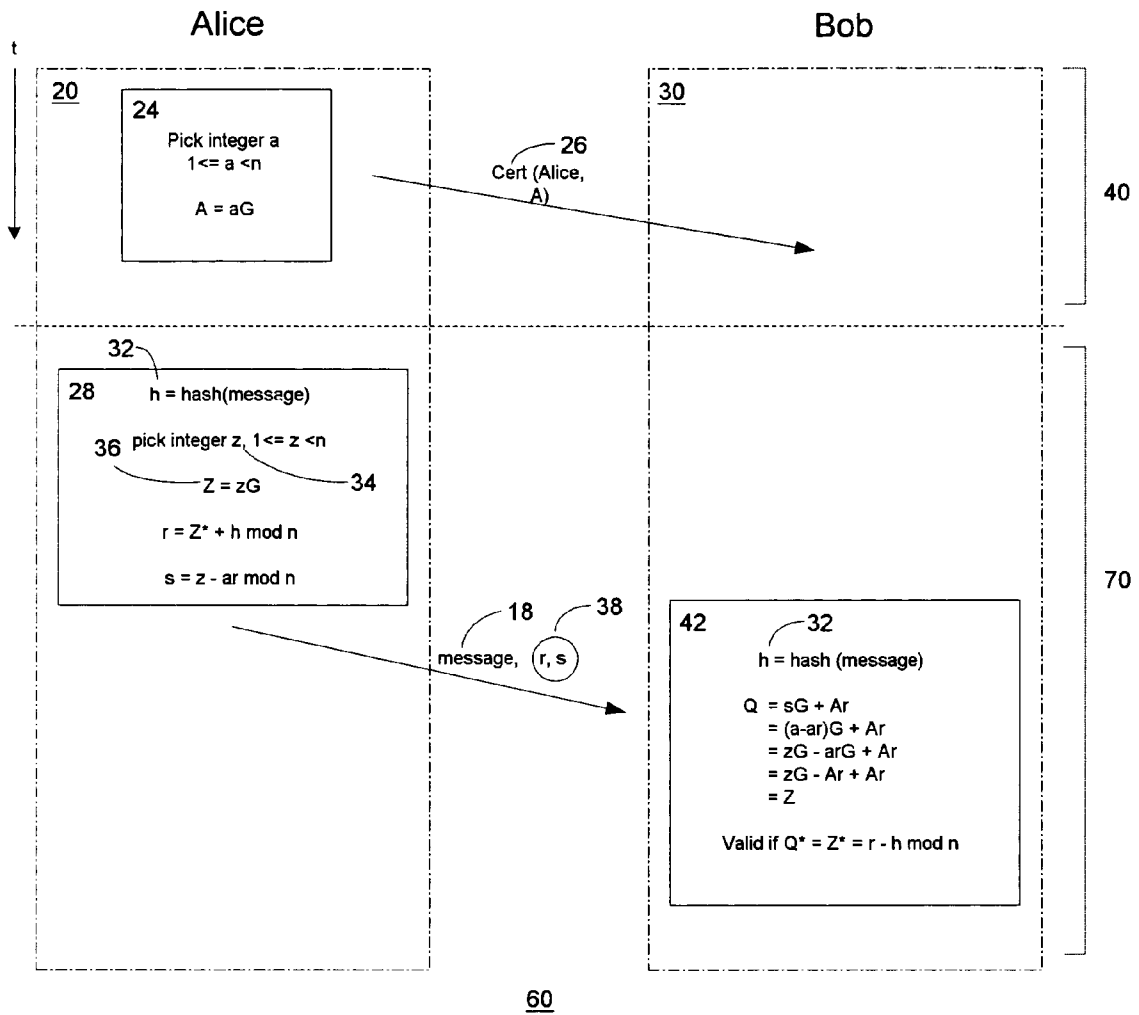 Alice
Bob
t
20
24
Pick integer a
1<= a <n
A = aG
26
Cert (Alice,
A)
30
40
32
28
h = hash(message)
pick integer z, 1<= z <n
36
34
Z = zG
r = Z* + h mod n
s = z - ar mod n
18
38
message,
r, s
42
32
h = hash (message)
Q = sG + Ar
= (a-ar)G + Ar
= zG - arG + Ar
= zG - Ar + Ar
= Z
Valid if Q* = Z* = r - h mod n
70
60